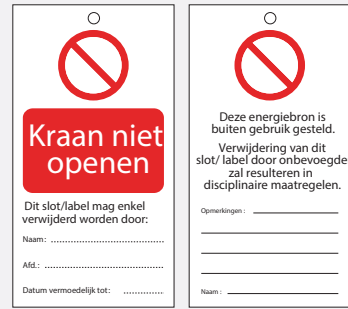 Kraan niet
openen
Dit slot/label mag enkel
verwijderd worden door:
Naam: 
Afd.: 
Datum vermoedelijk tot: 
Deze energiebron is
buiten gebruik gesteld.
Verwijdering van dit
slot/ label door onbevoegde
zal resulteren in
disciplinaire maatregelen.
Opmerkingen :
Naam :